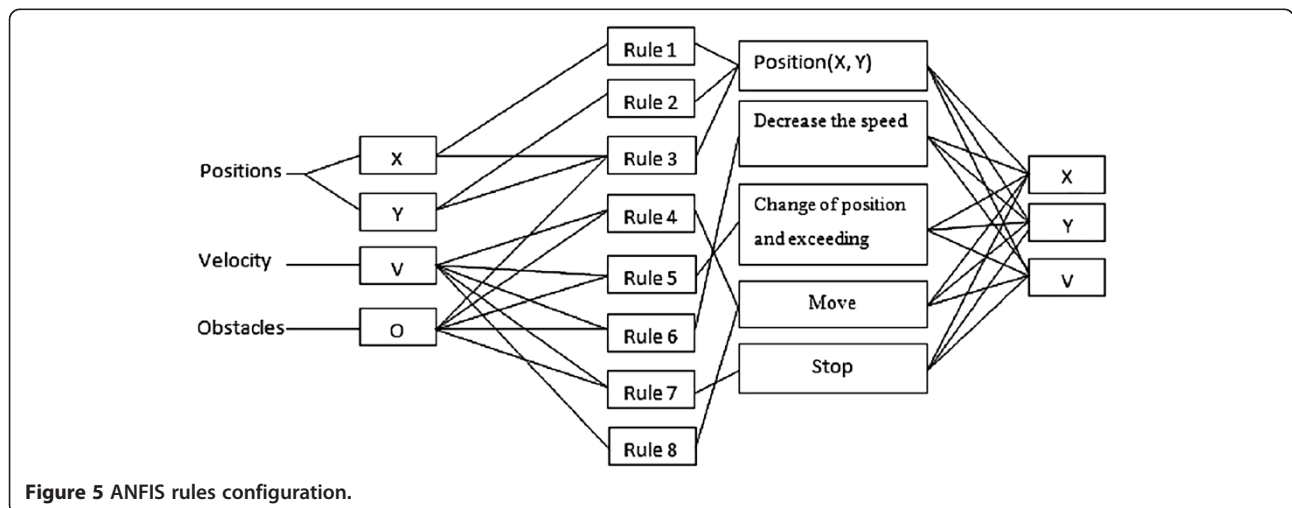 Positions
Velocity
Obstacles
X
Y
V
O
Rule 1
Rule 2
Rule 3
Rule 4
Rule 5
Rule 6
Rule 7
Rule 8
Position(X, Y)
Decrease the speed
Change of position
and exceeding
Move
Stop
X
Y
V
Figure 5 ANFIS rules configuration.